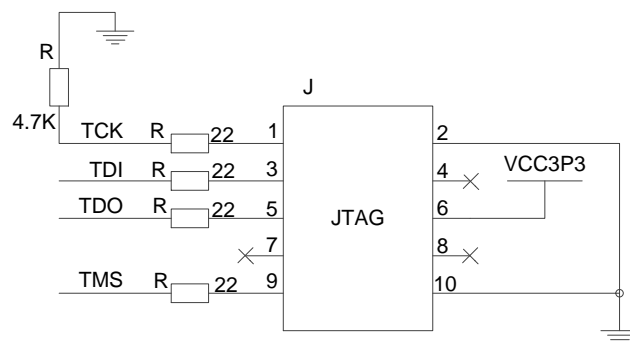 R
J
4.7K TCK R 22 1 2
TDI R 22 3 4 VCC3P3
TDO R 22 5 JTAG 6
7 8
TMS R 22 9 10